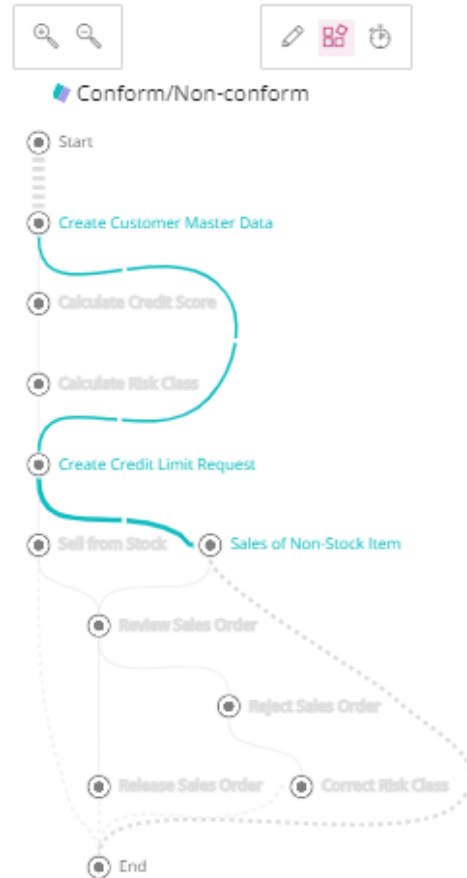 Conform/Non-conform
Start
Create Customer Master Data
Calculate Credit Score
Calculate Risk Class
Create Credit Limit Request
Sell from Stock
Sales of Non-Stock Item
Review Sales Order
Reject Sales Order
Release Sales Order
Correct Risk Class
End